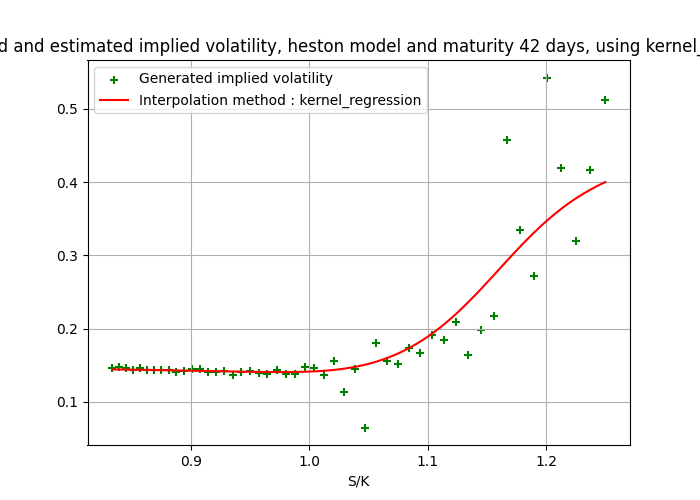 d and estimated implied volatility, heston model and maturity 42 days, using kernel_
Generated implied volatility
Interpolation method : kernel_regression
0.5
0.4
0.3
0.2
0.1
0.9 1.0 1.1 1.2
S/K